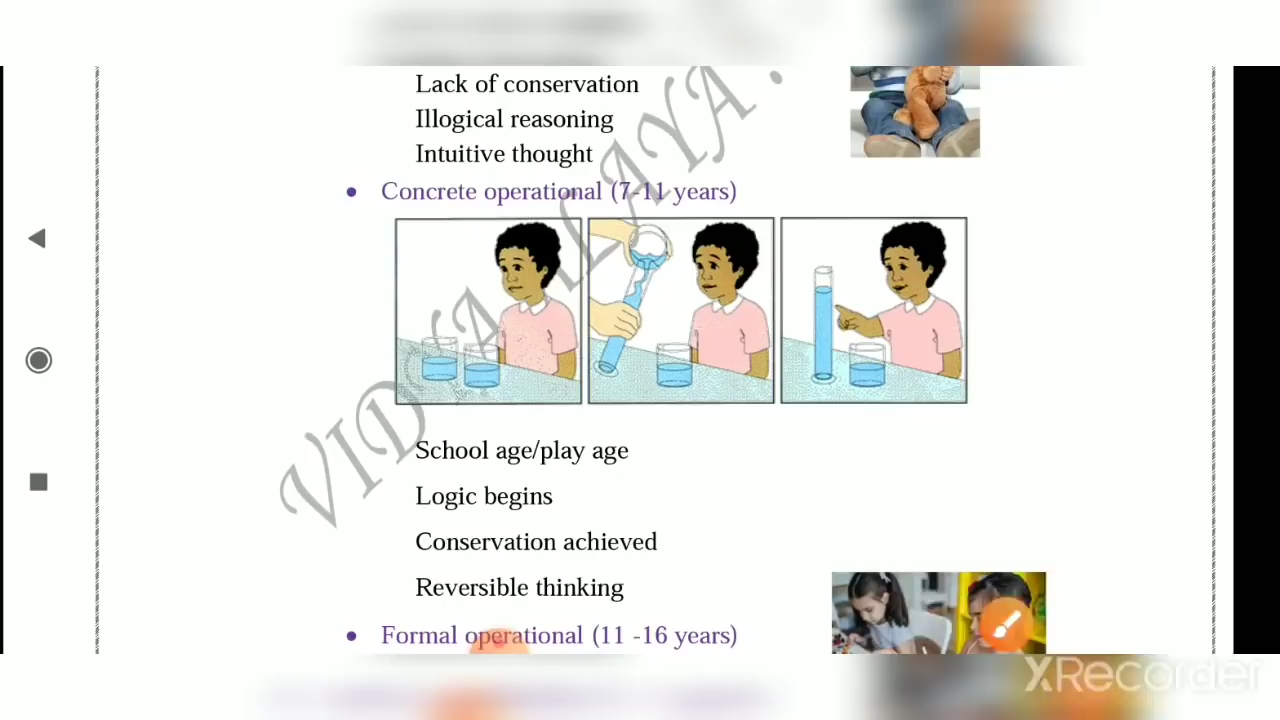 Lack of conservation
Illogical reasoning
Intuitive thought
• Concrete operational (7-11 years)
School age/play age
Logic begins
Conservation achieved
Reversible thinking
• Formal operational (11 -16 years)
XRecorder